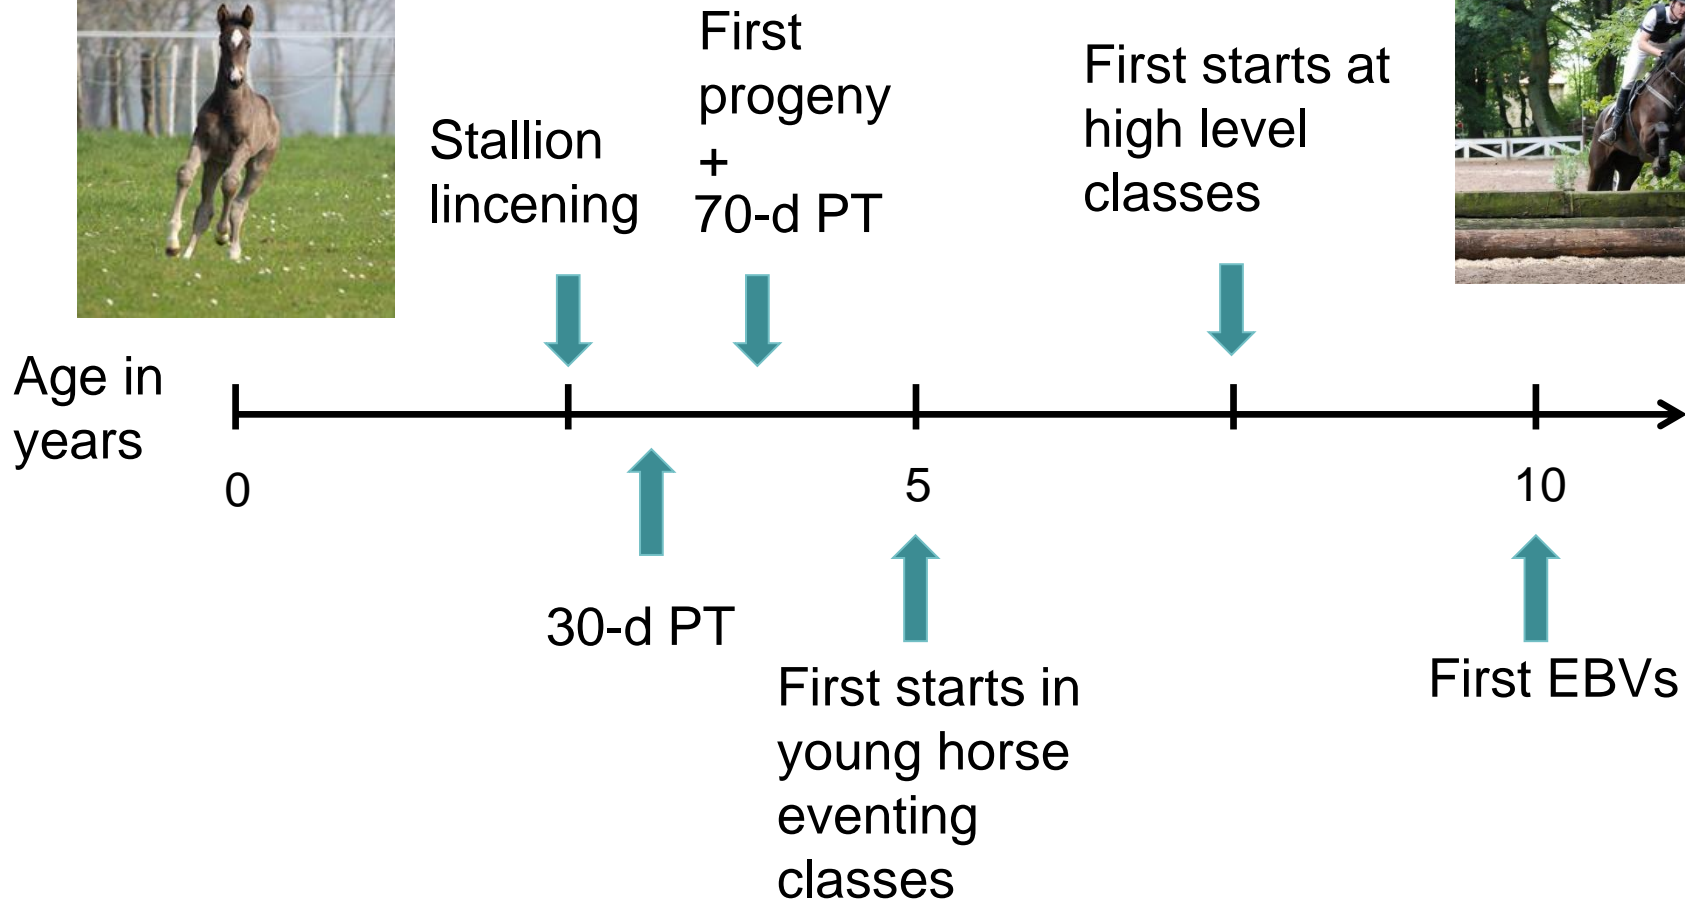 First
progeny
+
70-d PT
Stallion
lincening
First starts at
high level
classes
Age in
years
0
5
10
30-d PT
First starts in
young horse
eventing
classes
First EBVs